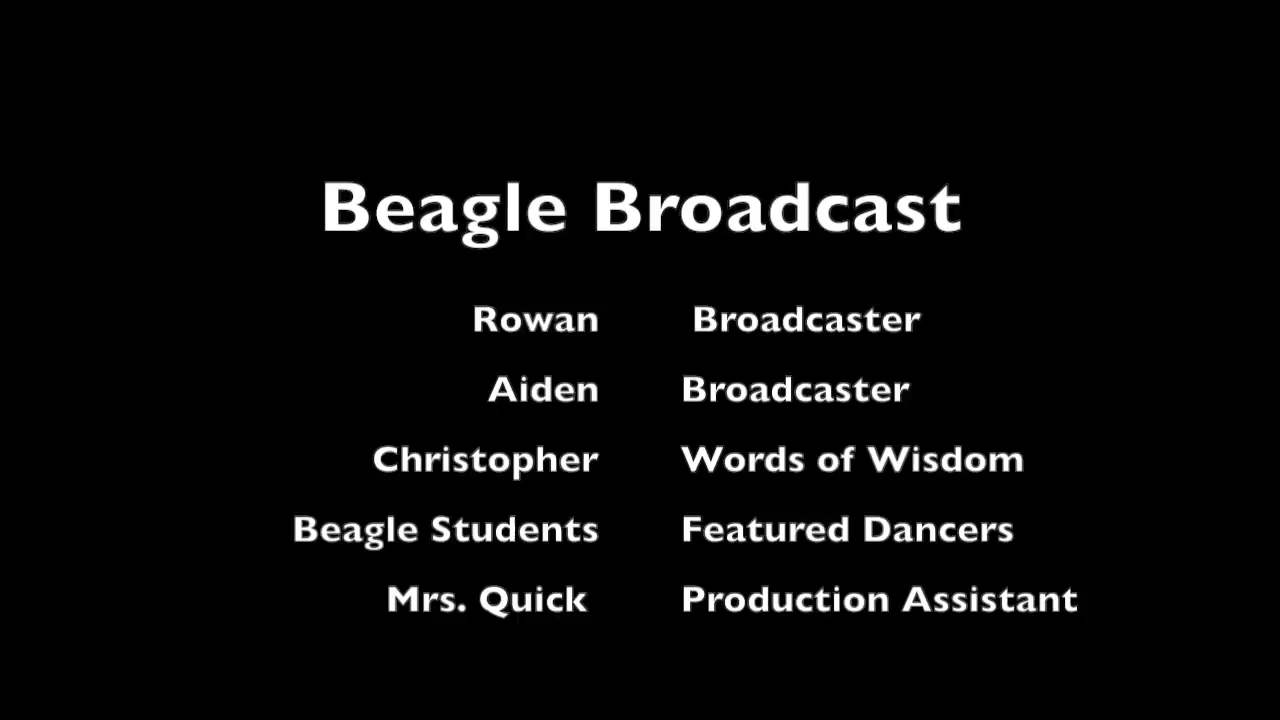 Beagle Broadcast
Rowan Broadcaster
Aiden Broadcaster
Christopher Words of Wisdom
Beagle Students Featured Dancers
Mrs. Quick Production Assistant